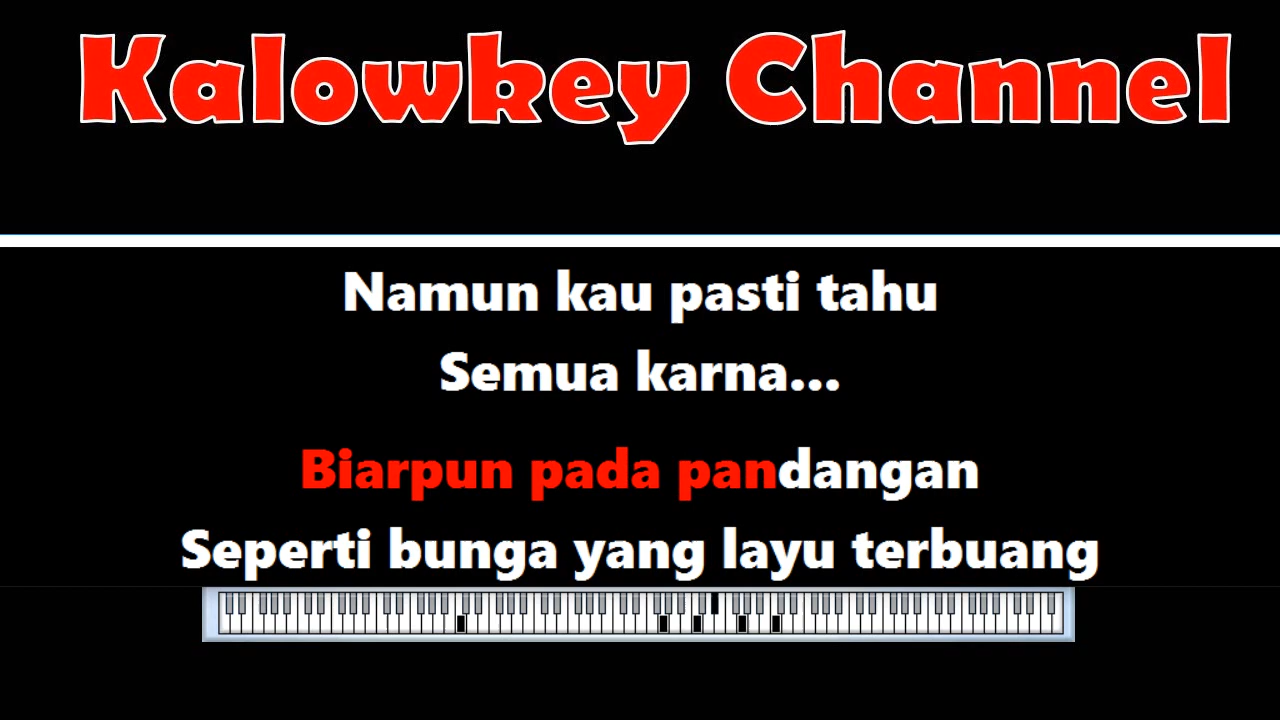 Kalowkey Channel
Namun kau pasti tahu
Semua karna...
Biarpun pada pandangan
Seperti bunga yang layu terbuang